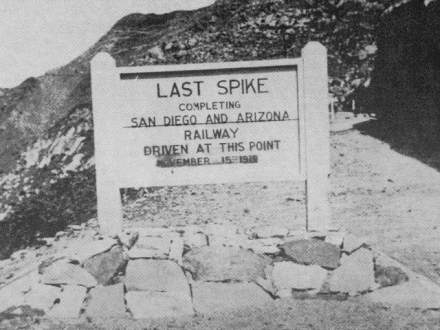 LAST SPIKE
COMPLETING
SAN DIEGO AND ARIZONA
RAILWAY
DRIVEN AT THIS POINT
NOVEMBER 15 1919